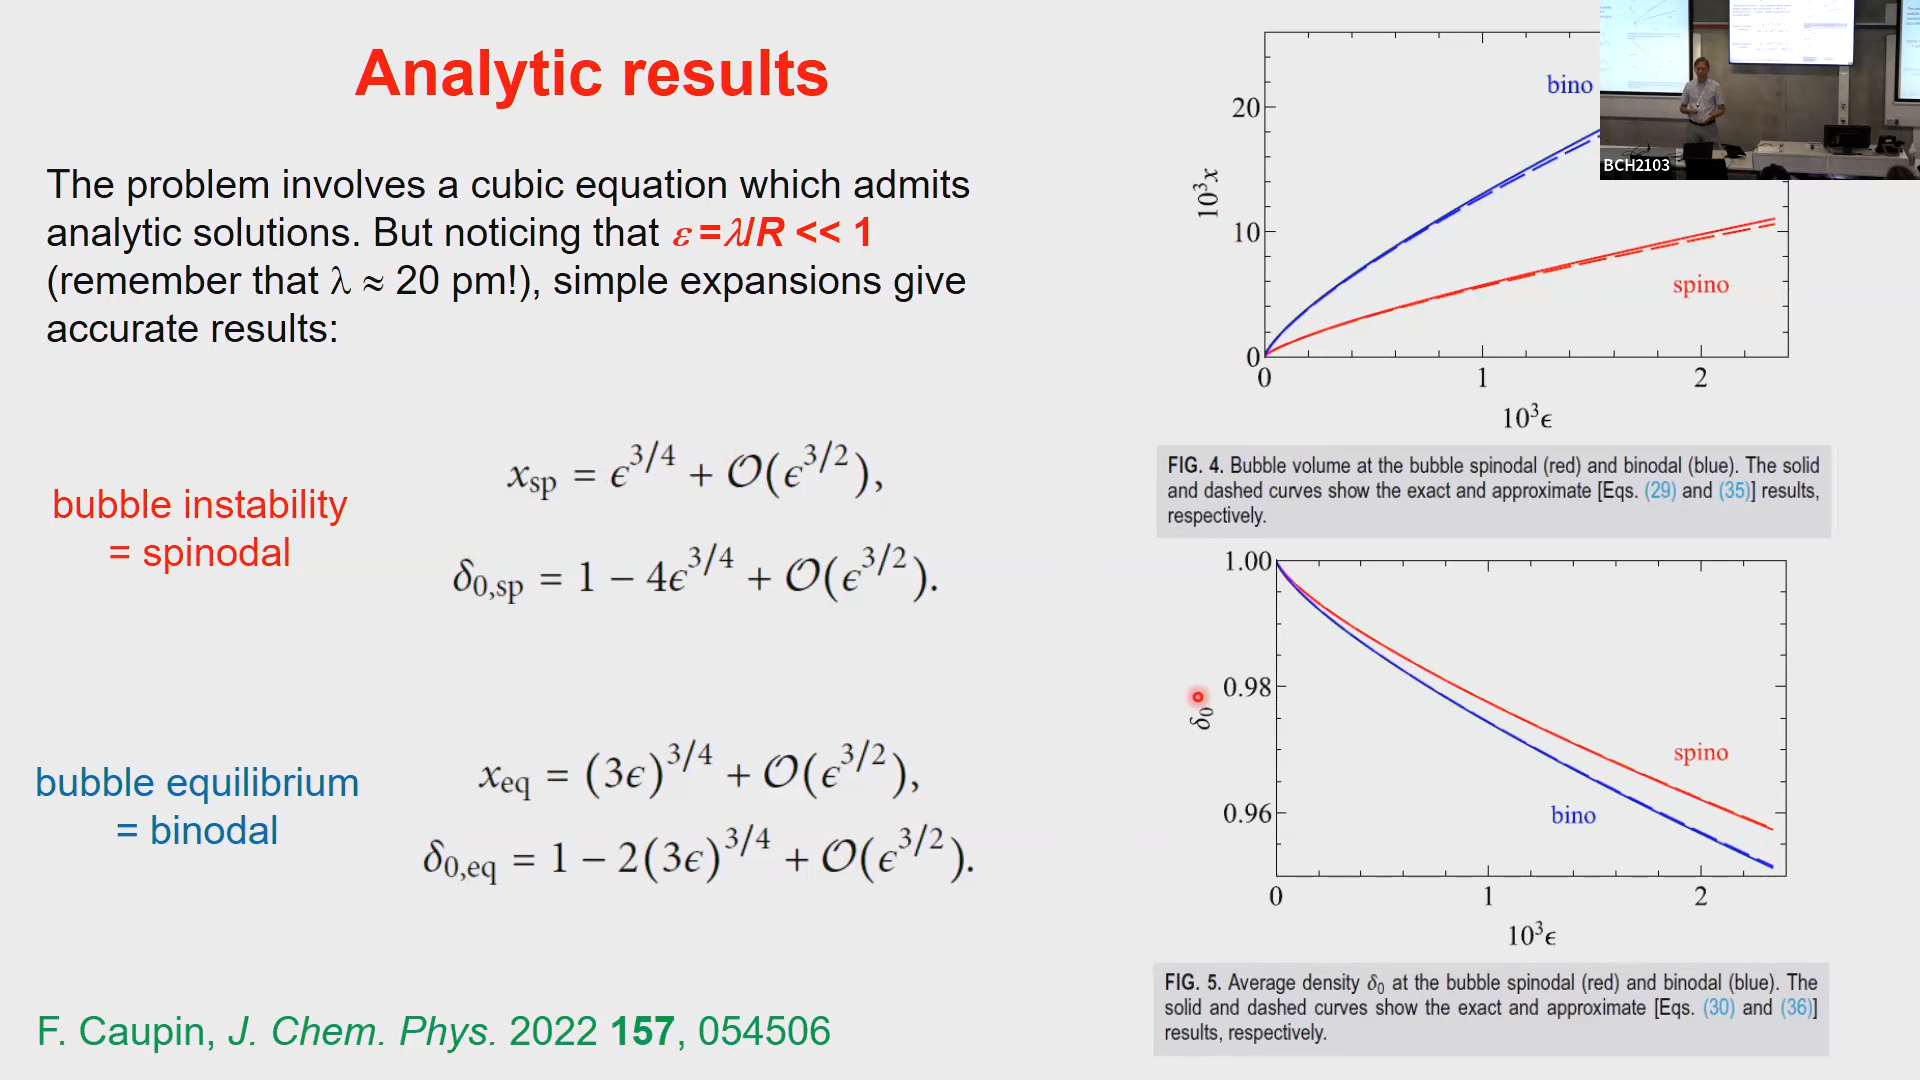 Analytic results
The problem involves a cubic equation which admits
analytic solutions. But noticing that ε =λ/R << 1
(remember that λ ≈ 20 pm!), simple expansions give
accurate results:
bubble instability
= spinodal
x_sp = ϵ^{3/4} + O(ϵ^{3/2}),
δ_{0,sp} = 1 − 4ϵ^{3/4} + O(ϵ^{3/2}).
bubble equilibrium
= binodal
x_eq = (3ϵ)^{3/4} + O(ϵ^{3/2}),
δ_{0,eq} = 1 − 2(3ϵ)^{3/4} + O(ϵ^{3/2}).
F. Caupin, J. Chem. Phys. 2022 157, 054506
20
10
0
10³x
bino
spino
0 1 2
10³ϵ
BCH2103
FIG. 4. Bubble volume at the bubble spinodal (red) and binodal (blue). The solid
and dashed curves show the exact and approximate [Eqs. (29) and (35)] results,
respectively.
1.00
0.98
0.96
δ₀
spino
bino
0 1 2
10³ϵ
FIG. 5. Average density δ₀ at the bubble spinodal (red) and binodal (blue). The
solid and dashed curves show the exact and approximate [Eqs. (30) and (36)]
results, respectively.